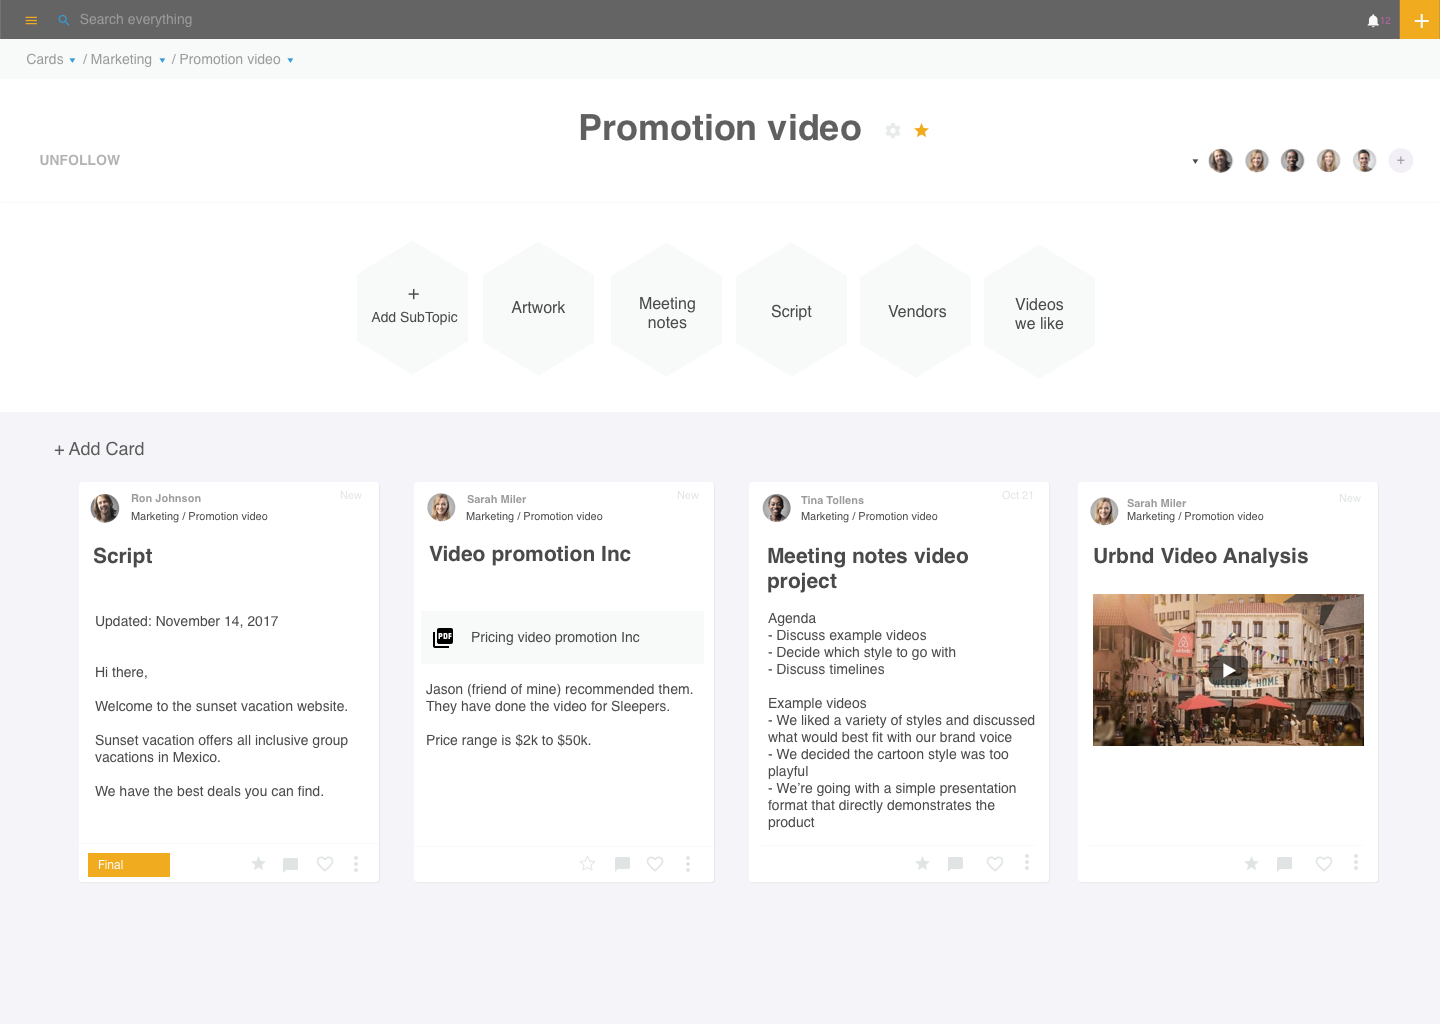 Search everything
12
Cards / Marketing / Promotion video
Promotion video
UNFOLLOW
+
+
Add SubTopic
Artwork
Meeting
notes
Script
Vendors
Videos
we like
+ Add Card
Ron Johnson
New
Marketing / Promotion video
Script
Updated: November 14, 2017
Hi there,
Welcome to the sunset vacation website.
Sunset vacation offers all inclusive group
vacations in Mexico.
We have the best deals you can find.
Final
Sarah Miler
New
Marketing / Promotion video
Video promotion Inc
PDF
Pricing video promotion Inc
Jason (friend of mine) recommended them.
They have done the video for Sleepers.
Price range is $2k to $50k.
Tina Tollens
Oct 21
Marketing / Promotion video
Meeting notes video
project
Agenda
- Discuss example videos
- Decide which style to go with
- Discuss timelines
Example videos
- We liked a variety of styles and discussed
what would best fit with our brand voice
- We decided the cartoon style was too
playful
- We’re going with a simple presentation
format that directly demonstrates the
product
Sarah Miler
New
Marketing / Promotion video
Urbnd Video Analysis
airbnb
WELCOME HOME